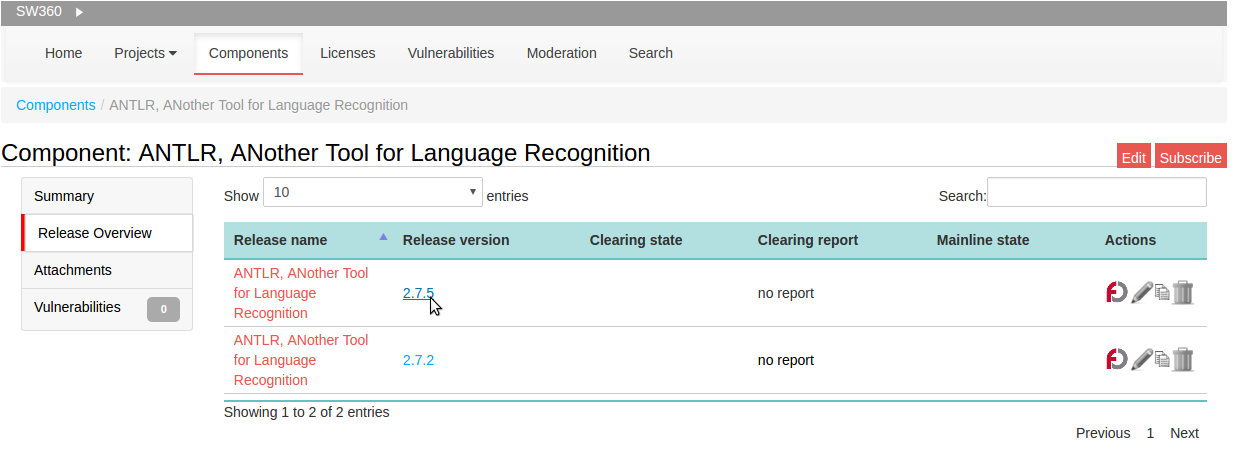 SW360
Home Projects Components Licenses Vulnerabilities Moderation Search
Components / ANTLR, ANother Tool for Language Recognition
Component: ANTLR, ANother Tool for Language Recognition
Edit Subscribe
Summary
Release Overview
Attachments
Vulnerabilities 0
Show 10 entries
Search:
Release name Release version Clearing state Clearing report Mainline state Actions
ANTLR, ANother Tool
for Language
Recognition
2.7.5
no report
ANTLR, ANother Tool
for Language
Recognition
2.7.2
no report
Showing 1 to 2 of 2 entries
Previous 1 Next